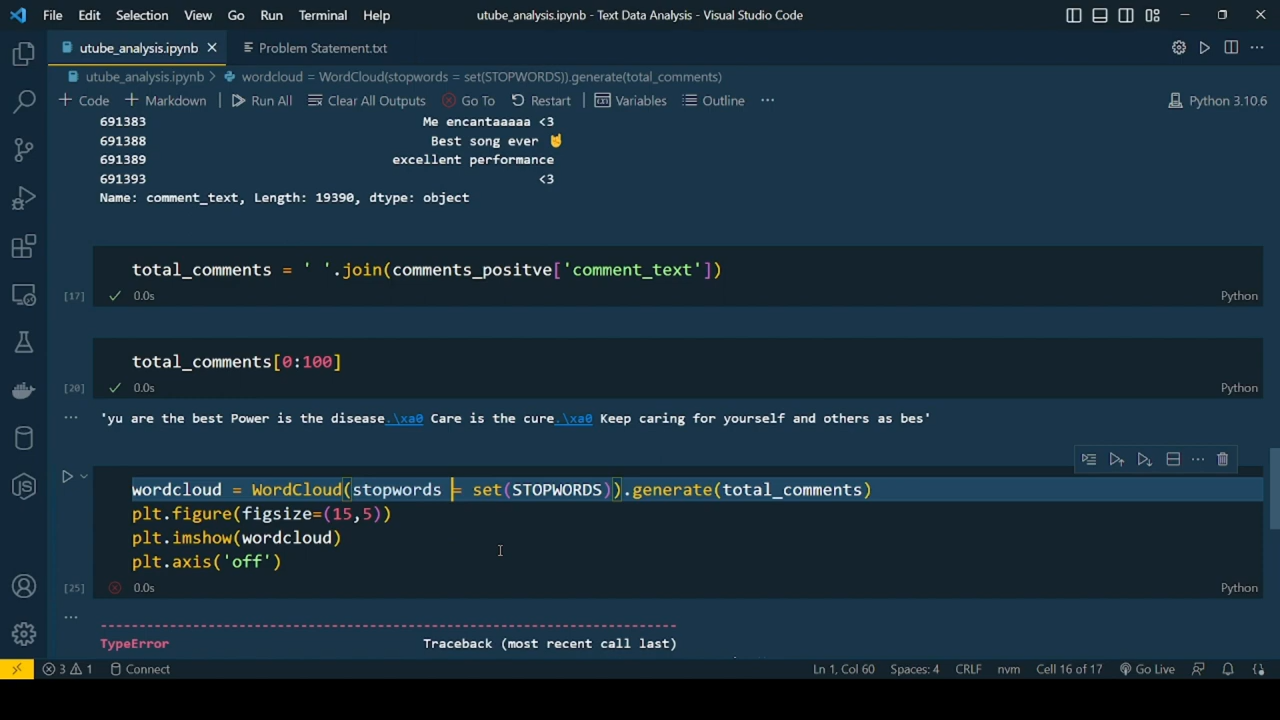 File Edit Selection View Go Run Terminal Help utube_analysis.ipynb - Text Data Analysis - Visual Studio Code
utube_analysis.ipynb Problem Statement.txt
utube_analysis.ipynb > wordcloud = WordCloud(stopwords = set(STOPWORDS)).generate(total_comments)
+ Code + Markdown | Run All Clear All Outputs Go To Restart | Variables Outline ··· Python 3.10.6
691383 Me encantaaaaa <3
691388 Best song ever 🤘
691389 excellent performance
691393 <3
Name: comment_text, Length: 19390, dtype: object
total_comments = ' '.join(comments_positve['comment_text'])
[17] 0.0s Python
total_comments[0:100]
[20] 0.0s Python
··· 'yu are the best Power is the disease.\xa0 Care is the cure.\xa0 Keep caring for yourself and others as bes'
wordcloud = WordCloud(stopwords = set(STOPWORDS)).generate(total_comments)
plt.figure(figsize=(15,5))
plt.imshow(wordcloud)
plt.axis('off')
[25] 0.0s Python
···
---------------------------------------------------------------------------
TypeError Traceback (most recent call last)
3 1 Connect Ln 1, Col 60 Spaces: 4 CRLF nvm Cell 16 of 17 Go Live